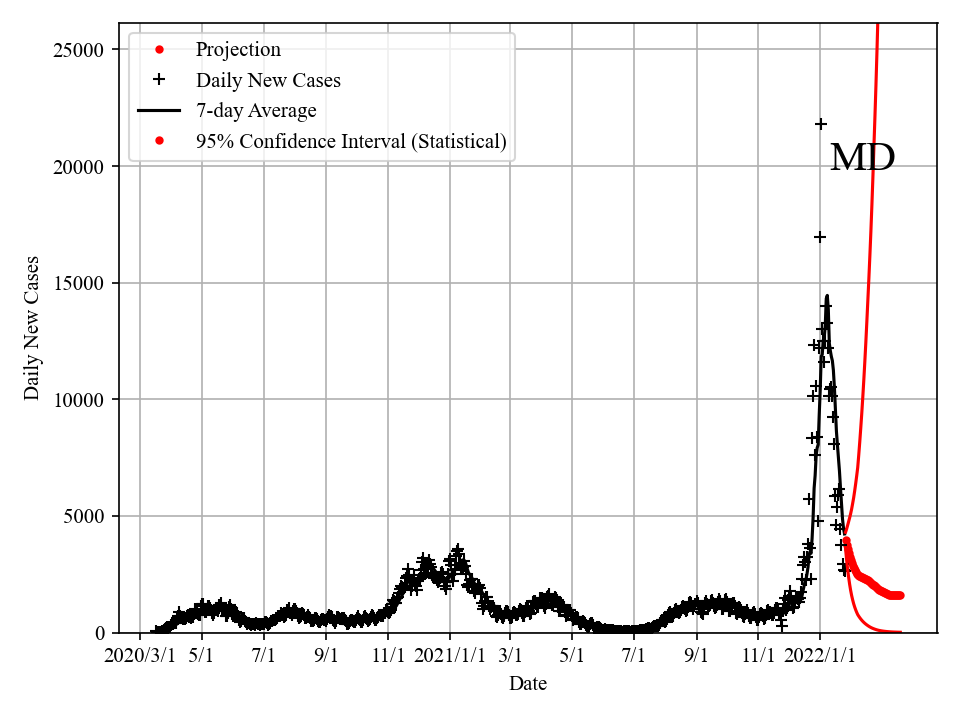 25000
20000
15000
10000
5000
0
Daily New Cases
Projection
Daily New Cases
7-day Average
95% Confidence Interval (Statistical)
MD
2020/3/1 5/1 7/1 9/1 11/1 2021/1/1 3/1 5/1 7/1 9/1 11/1 2022/1/1
Date